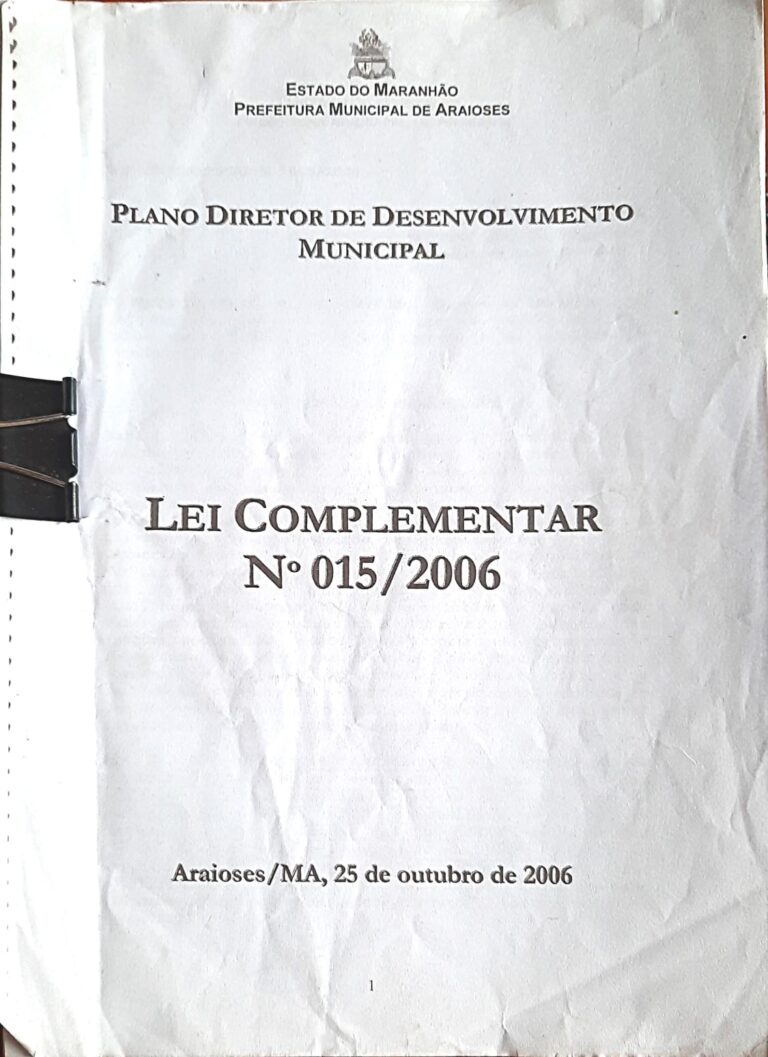 ESTADO DO MARANHÃO
PREFEITURA MUNICIPAL DE ARAIOSES
PLANO DIRETOR DE DESENVOLVIMENTO
MUNICIPAL
LEI COMPLEMENTAR
Nº 015/2006
Araioses/MA, 25 de outubro de 2006
1